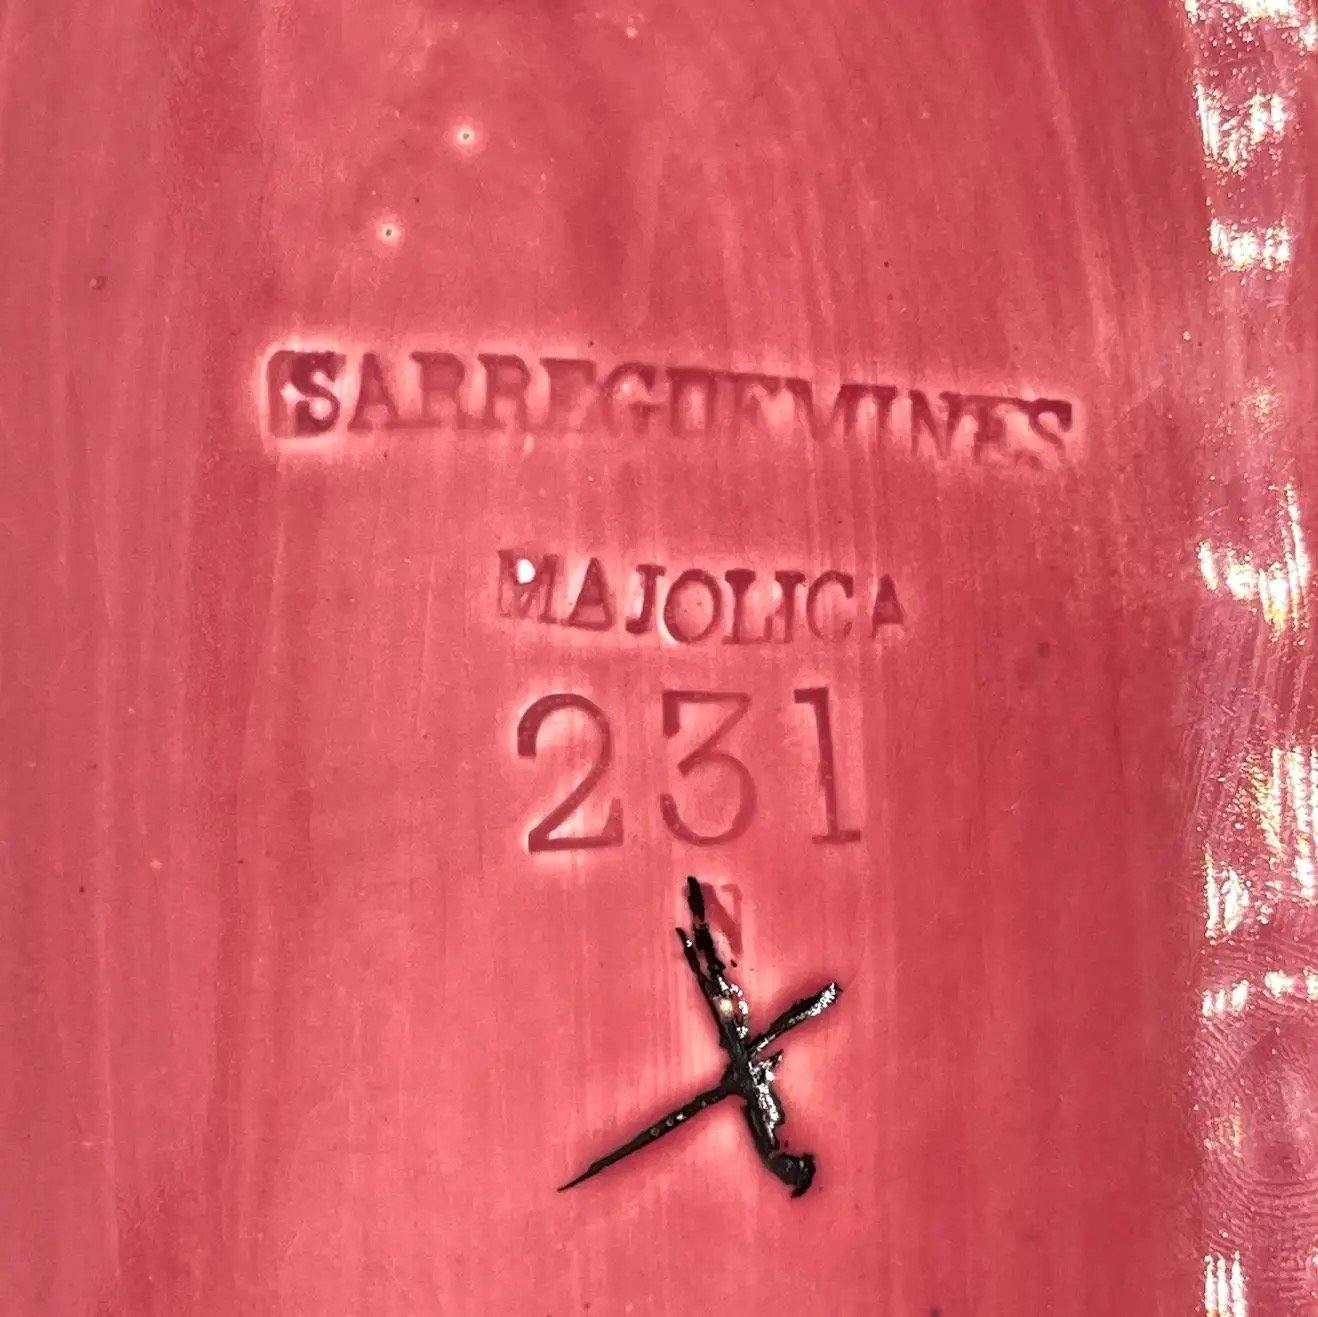 SARREGUEMINES
MAJOLICA
231
N
X